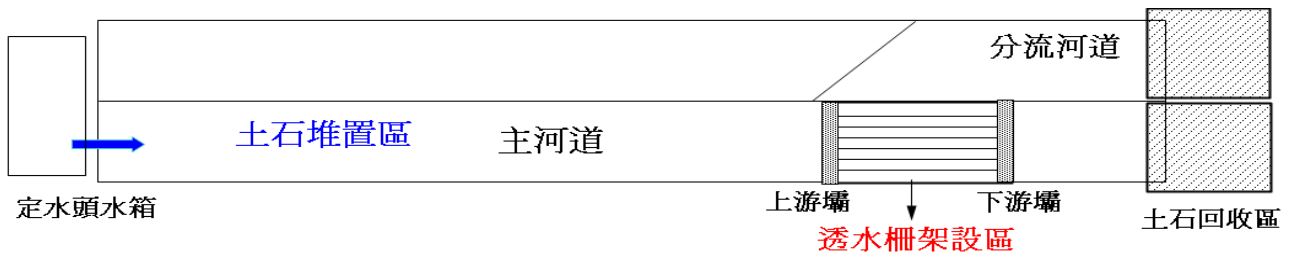 分流河道
土石堆置區
主河道
定水頭水箱
上游壩
下游壩
透水柵架設區
土石回收區